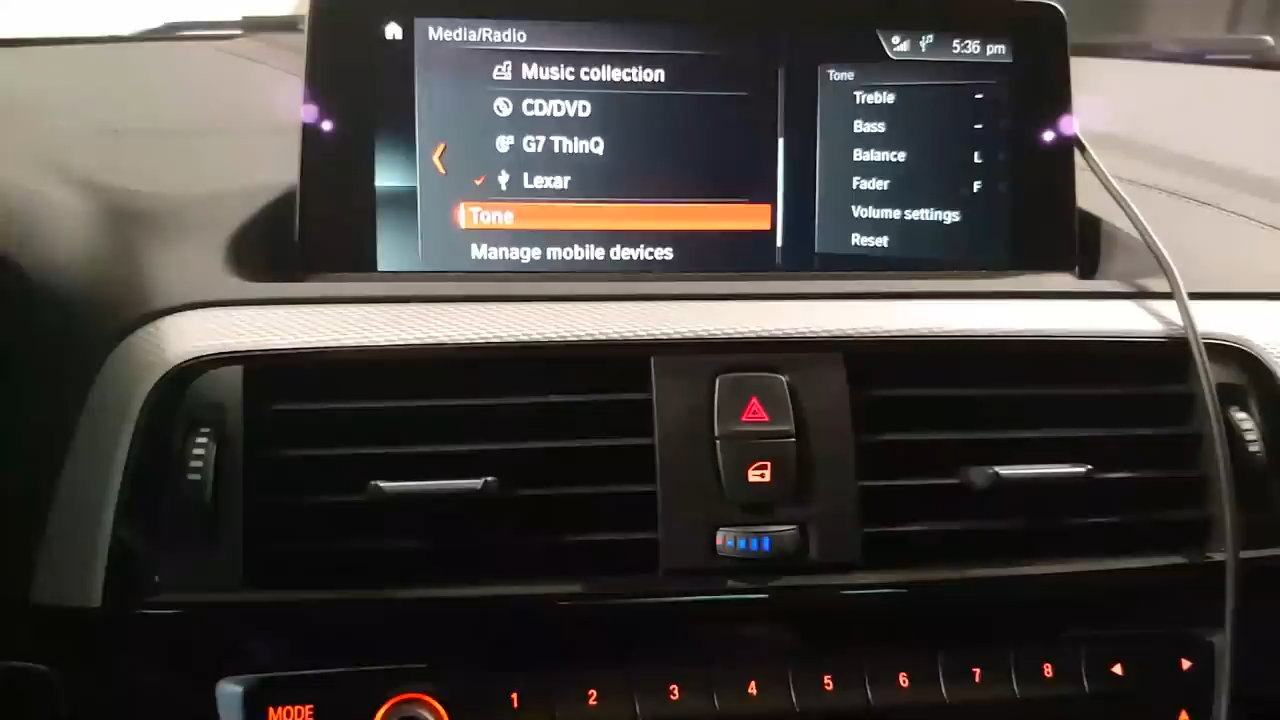 Media/Radio
5:36 pm
Music collection
CD/DVD
G7 ThinQ
Lexar
Tone
Manage mobile devices
Tone
Treble -
Bass -
Balance L
Fader F
Volume settings
Reset
MODE
1 2 3 4 5 6 7 8